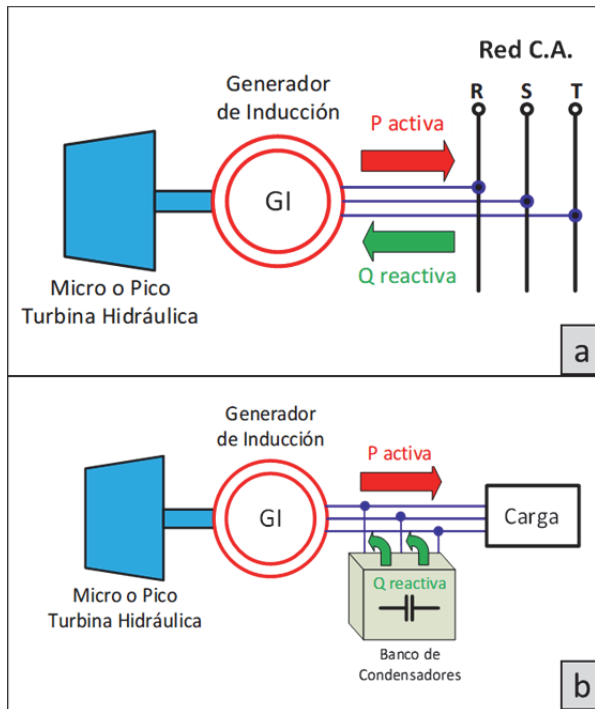 Red C.A.
R S T
Generador
de Inducción
P activa
GI
Q reactiva
Micro o Pico
Turbina Hidráulica
a
Generador
de Inducción
P activa
GI
Carga
Q reactiva
Micro o Pico
Turbina Hidráulica
Banco de
Condensadores
b